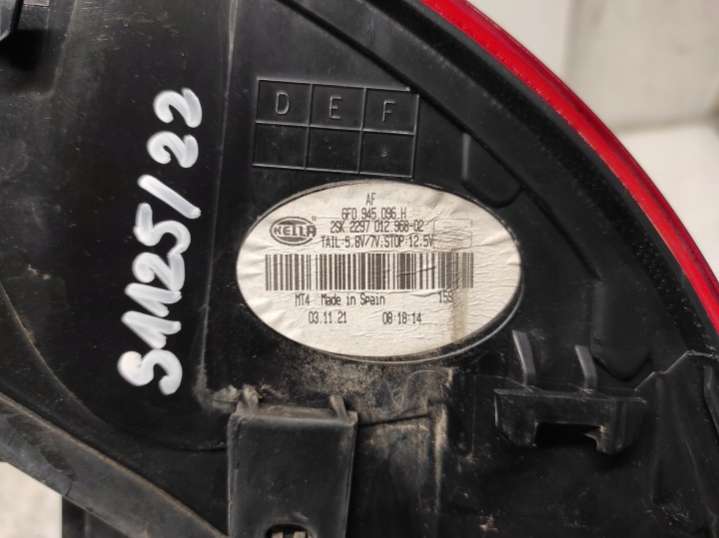 S1125/22
D E F
AF
6F0 945 096 H
HELLA ®
2SK 2297 012 968-02
TAIL 5.8V/7V.STOP 12.5V
MT4 Made in Spain
03.11.21 08:18:14